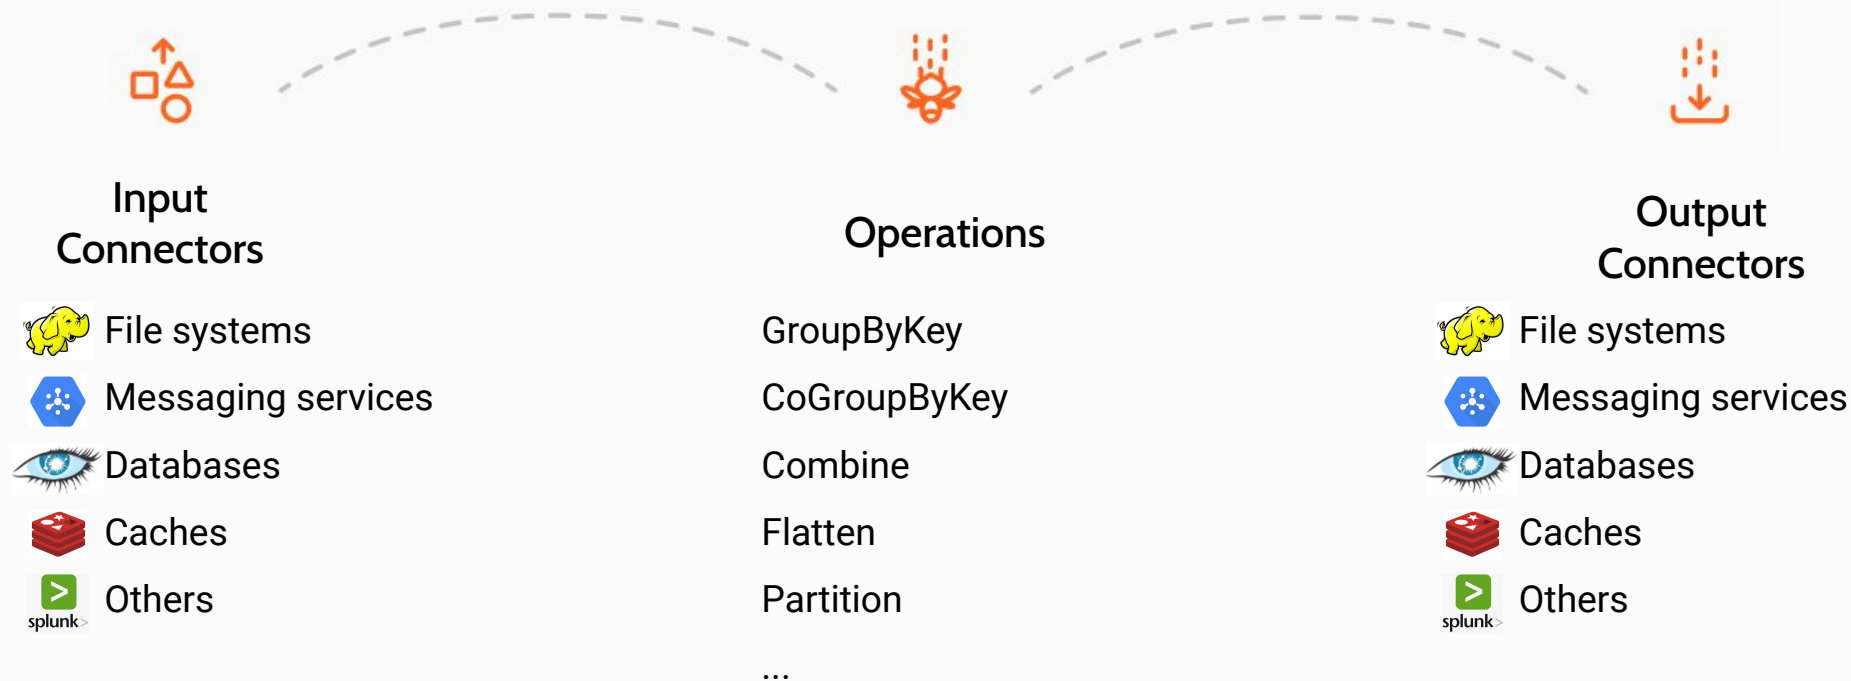 Input
Connectors
File systems
Messaging services
Databases
Caches
splunk>
Others
Operations
GroupByKey
CoGroupByKey
Combine
Flatten
Partition
...
Output
Connectors
File systems
Messaging services
Databases
Caches
splunk>
Others